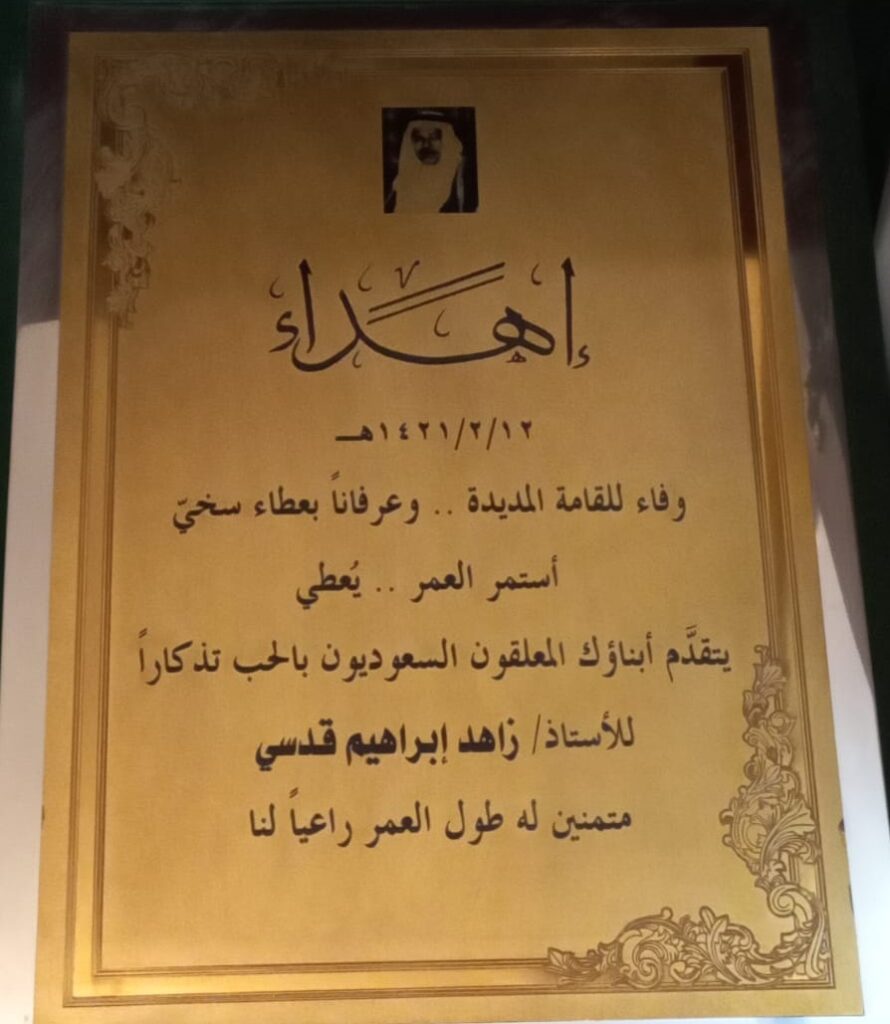 إهداء
١٤٢١/٢/١٢هـ
وفاء للقامة المديدة .. وعرفاناً بعطاء سخيّ
أستمر العمر .. يُعطي
يتقدَّم أبناؤك المعلقون السعوديون بالحب تذكاراً
للأستاذ/ زاهد إبراهيم قدسي
متمنين له طول العمر راعياً لنا